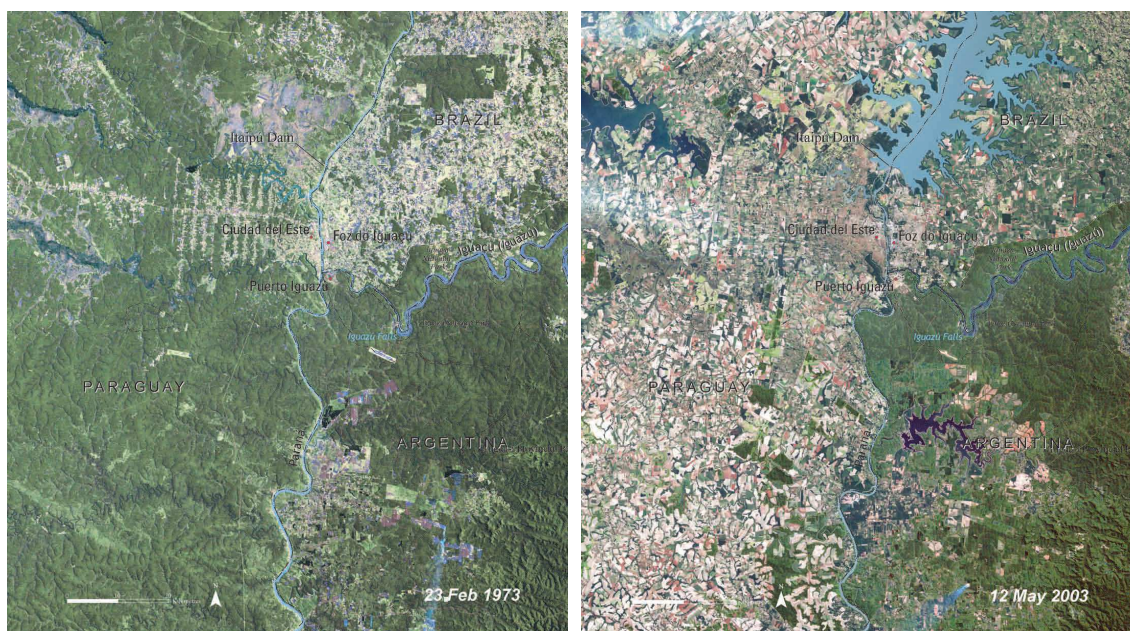 BRAZIL
Itaipú Dam
Ciudad del Este
Foz do Iguaçu
Iguaçu (Iguazú)
Puerto Iguazú
Iguazú Falls
PARAGUAY
Paraná
ARGENTINA
23 Feb 1973
BRAZIL
Itaipú Dam
Ciudad del Este
Foz do Iguaçu
Iguaçu (Iguazú)
Puerto Iguazú
Iguazú Falls
PARAGUAY
Paraná
ARGENTINA
12 May 2003